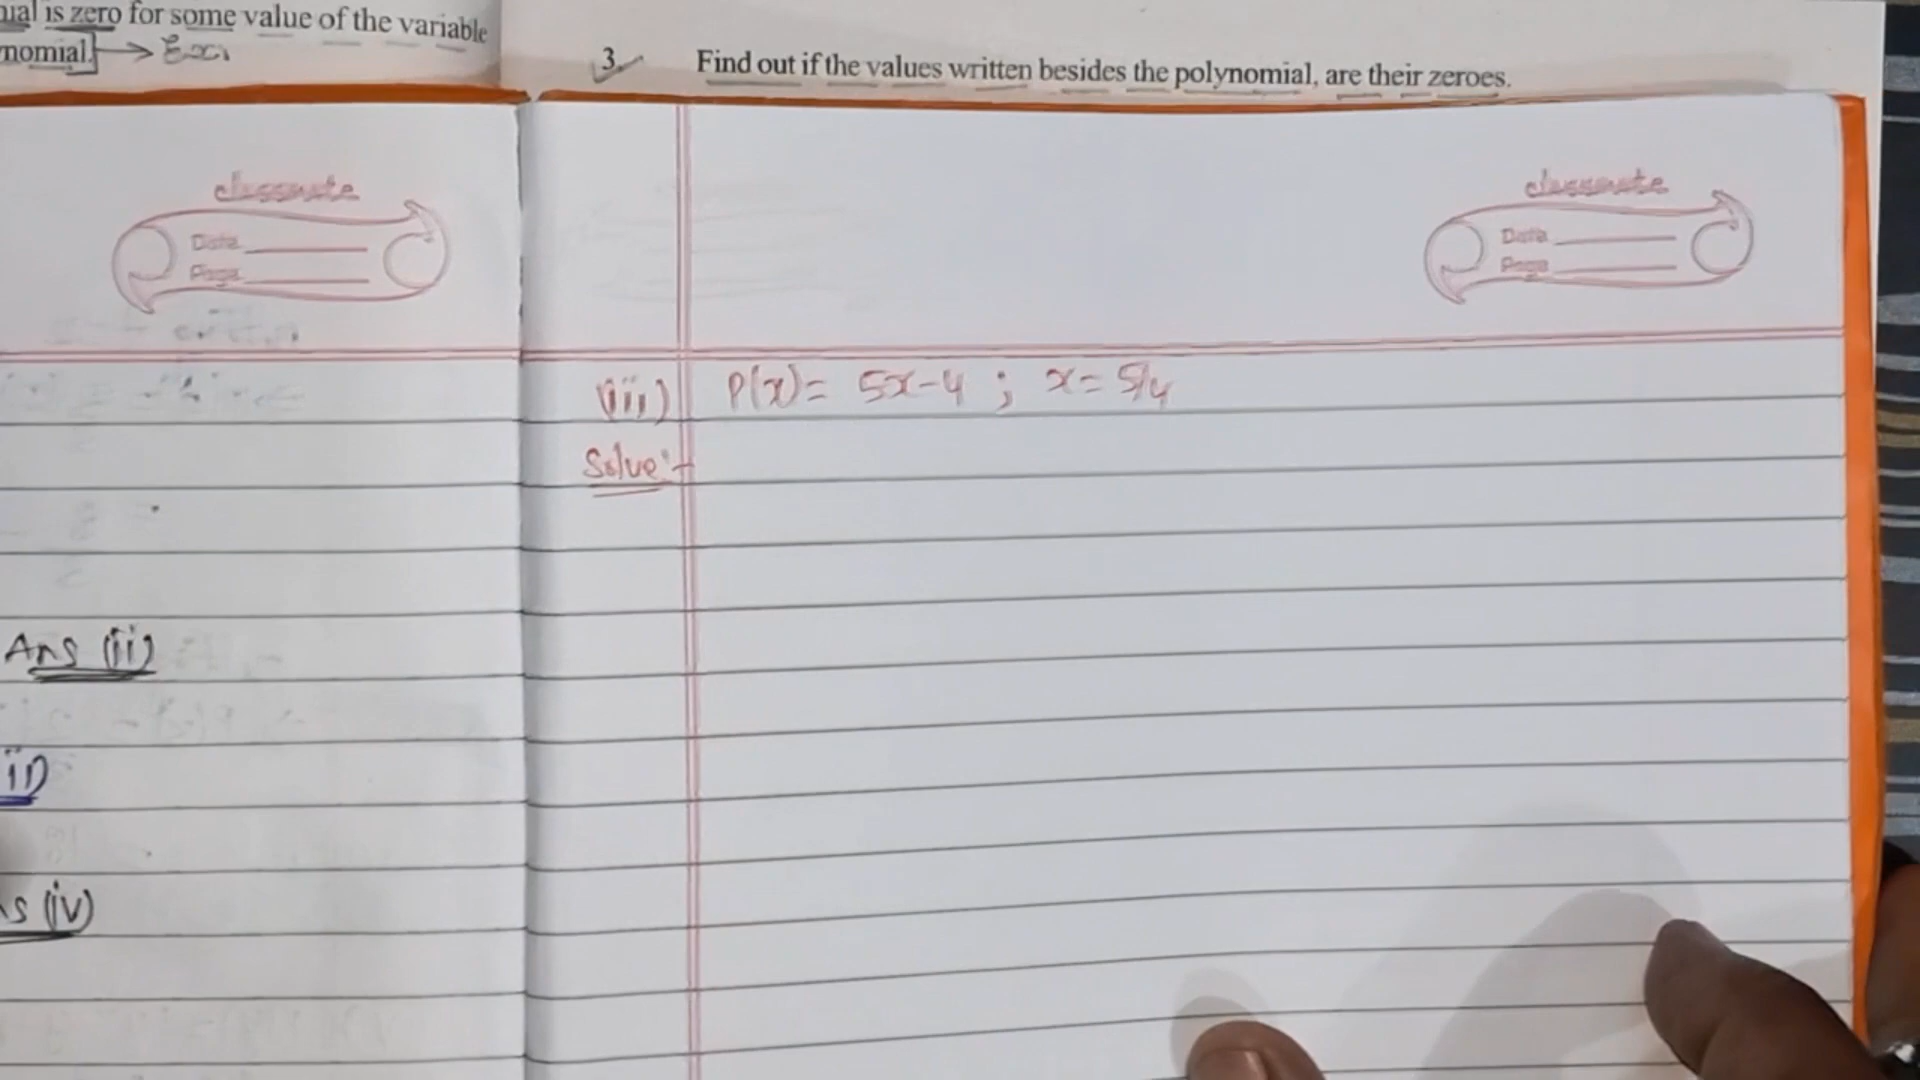 is zero for some value of the variable
nomial. → Ex.
3. Find out if the values written besides the polynomial, are their zeroes.
classmate
Date
Page
classmate
Date
Page
(iii) P(x) = 5x-4 ; x = 5/4
Solve:-
Ans (ii)
(iv)